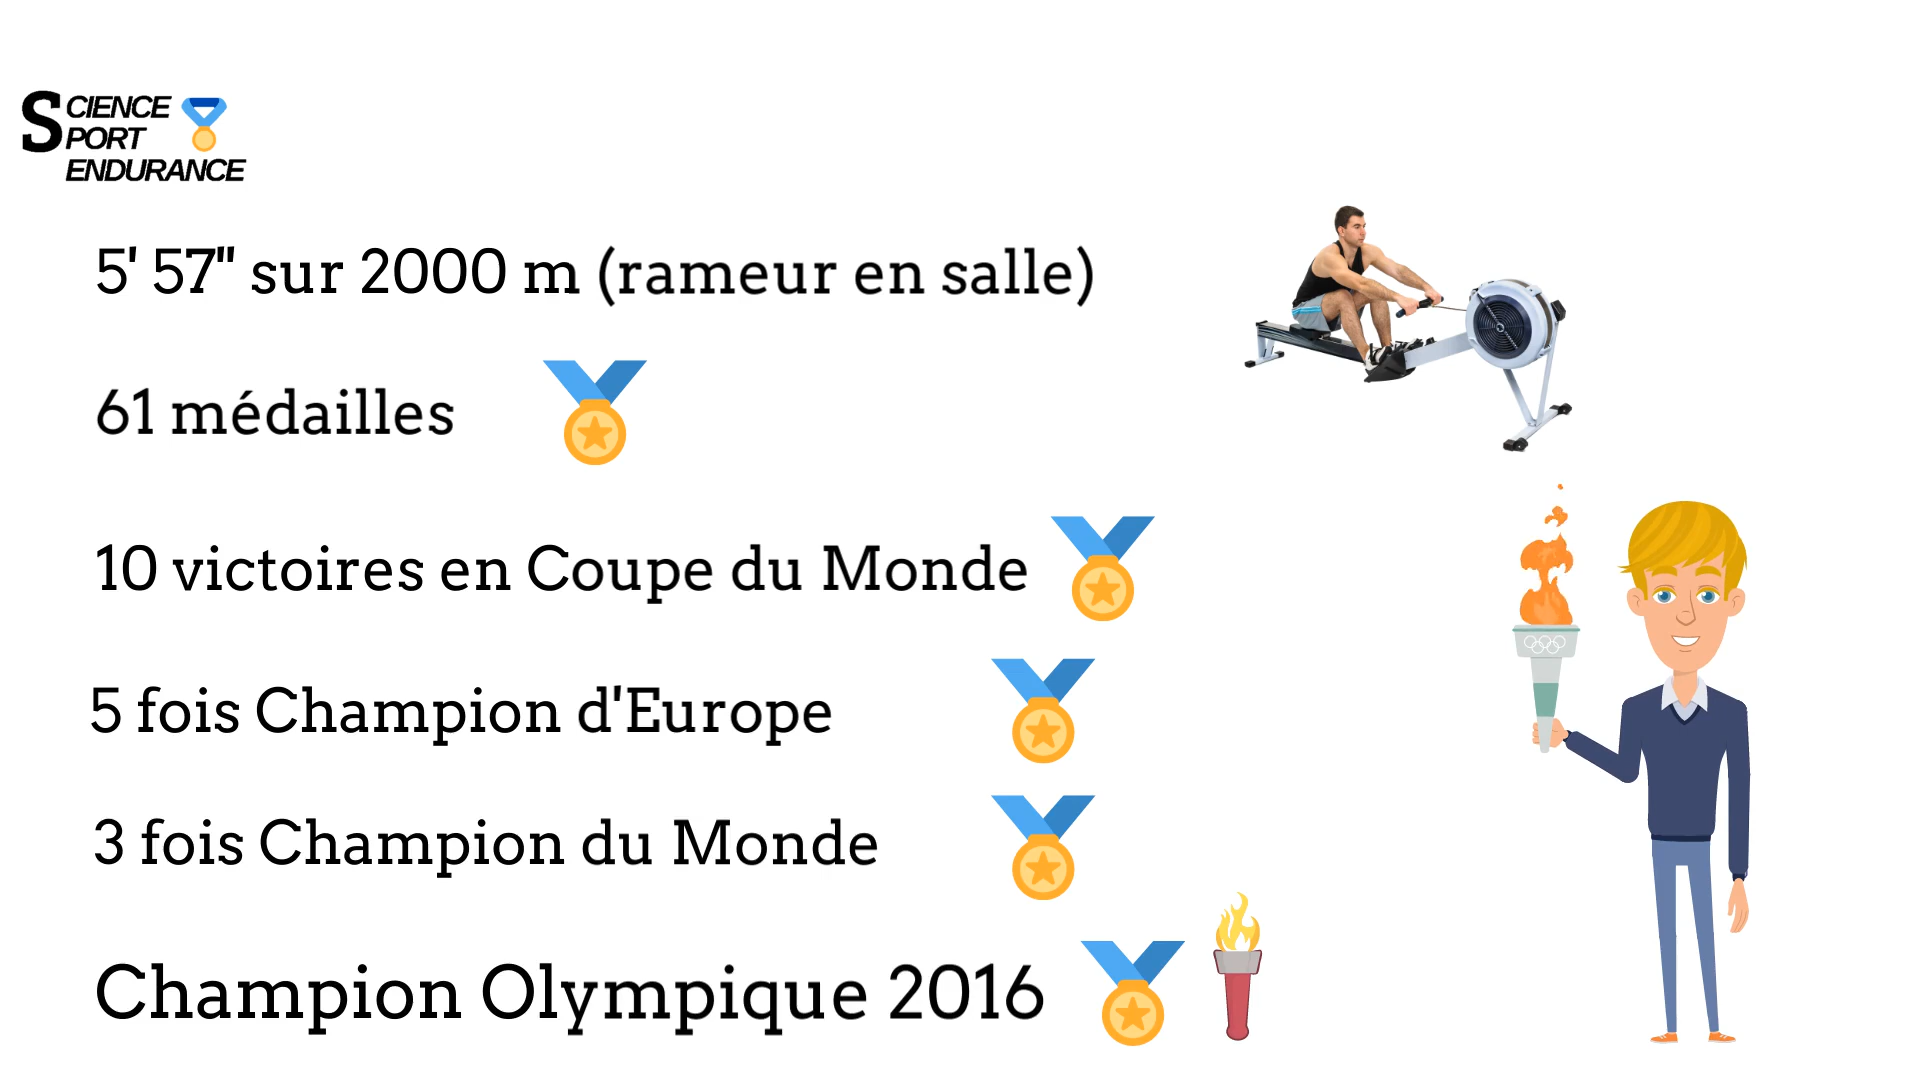 SCIENCE
SPORT
ENDURANCE
5' 57" sur 2000 m (rameur en salle)
61 médailles
10 victoires en Coupe du Monde
5 fois Champion d'Europe
3 fois Champion du Monde
Champion Olympique 2016